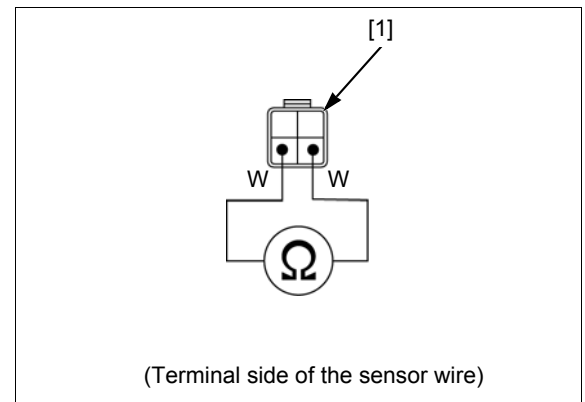 [1]
W W
Ω
(Terminal side of the sensor wire)